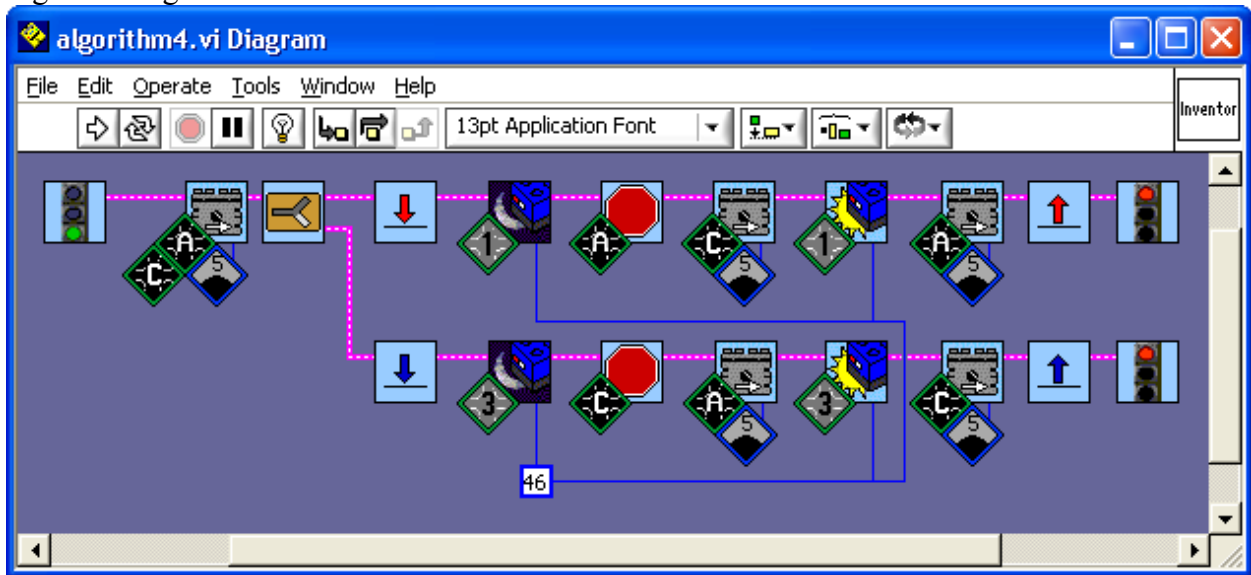 algorithm4.vi Diagram
File Edit Operate Tools Window Help
13pt Application Font
Inventor
A C 5 1 A C 5 1 A 5
3 C A 5 3 C 5
46